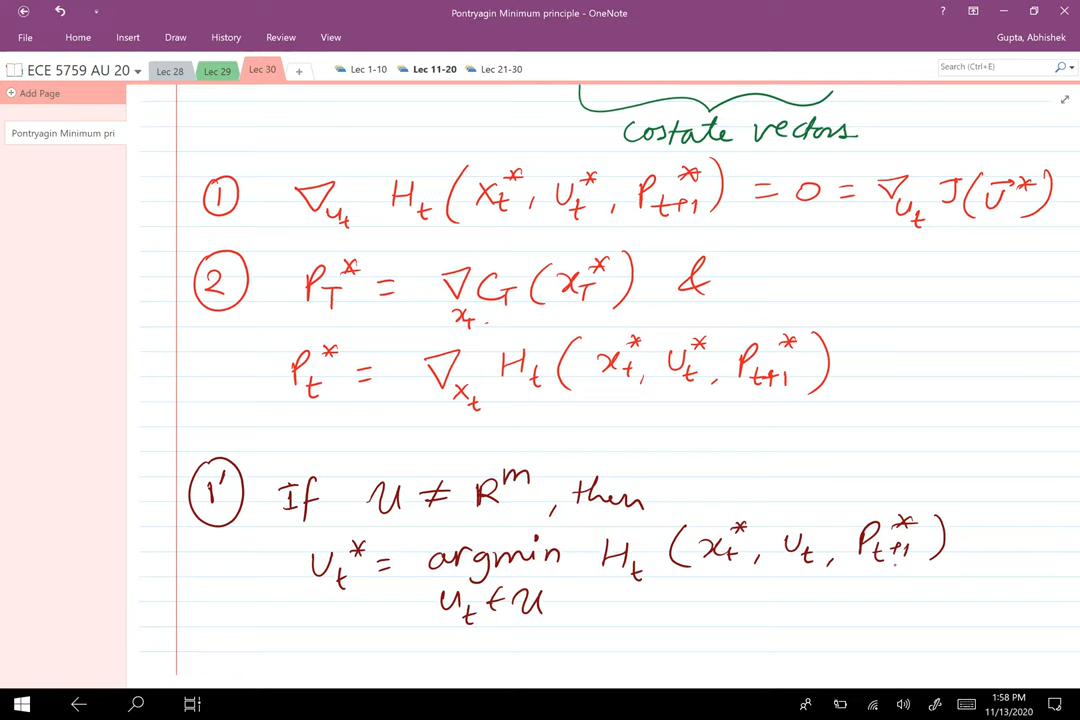 Pontryagin Minimum principle - OneNote
?
File Home Insert Draw History Review View
Gupta, Abhishek
ECE 5759 AU 20 Lec 28 Lec 29 Lec 30 + Lec 1-10 Lec 11-20 Lec 21-30
Search (Ctrl+E)
Add Page
Pontryagin Minimum pri
costate vectors
① ∇_{u_t} H_t (x_t^*, u_t^*, P_{t+1}^*) = 0 = ∇_{u_t} J(\vec{U}^*)
② P_T^* = ∇_{x_T} C_T (x_T^*) &
P_t^* = ∇_{x_t} H_t (x_t^*, u_t^*, P_{t+1}^*)
①' If 𝒰 ≠ R^m, then
u_t^* = argmin H_t (x_t^*, u_t, P_{t+1}^*)
u_t ∈ 𝒰
1:58 PM
11/13/2020